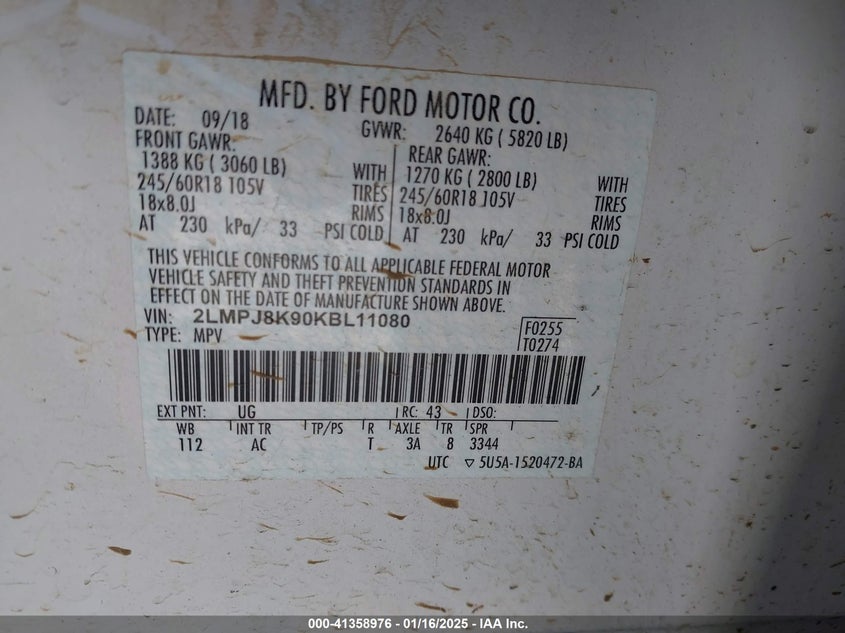 MFD. BY FORD MOTOR CO.
DATE: 09/18 GVWR: 2640 KG ( 5820 LB)
FRONT GAWR: REAR GAWR:
1388 KG ( 3060 LB) WITH 1270 KG ( 2800 LB) WITH
245/60R18 105V TIRES 245/60R18 105V TIRES
18x8.0J RIMS 18x8.0J RIMS
AT 230 kPa/ 33 PSI COLD AT 230 kPa/ 33 PSI COLD
THIS VEHICLE CONFORMS TO ALL APPLICABLE FEDERAL MOTOR
VEHICLE SAFETY AND THEFT PREVENTION STANDARDS IN
EFFECT ON THE DATE OF MANUFACTURE SHOWN ABOVE.
VIN: 2LMPJ8K90KBL11080 F0255
TYPE: MPV T0274
EXT PNT: UG RC: 43 DSO:
WB INT TR TP/PS R AXLE TR SPR
112 AC T 3A 8 3344
UTC ▽ 5U5A-1520472-BA
000-41358976 — 01/16/2025 — IAA Inc.